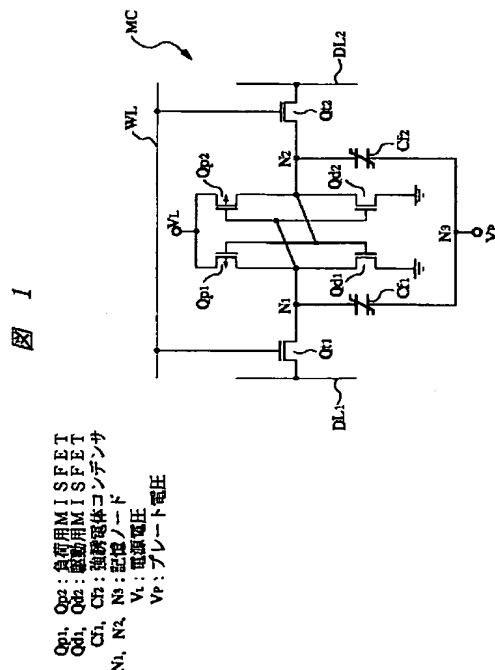 図 1
Qp1, Qp2 : 負荷用MISFET
Qd1, Qd2 : 駆動用MISFET
Cf1, Cf2 : 強誘電体コンデンサ
N1, N2, N3 : 記憶ノード
VL : 電源電圧
VP : プレート電圧
MC
WL
VL
Qp1
Qp2
N1
N2
Qt1
Qt2
Qd1
Qd2
Cf1
Cf2
DL1
DL2
N3
VP